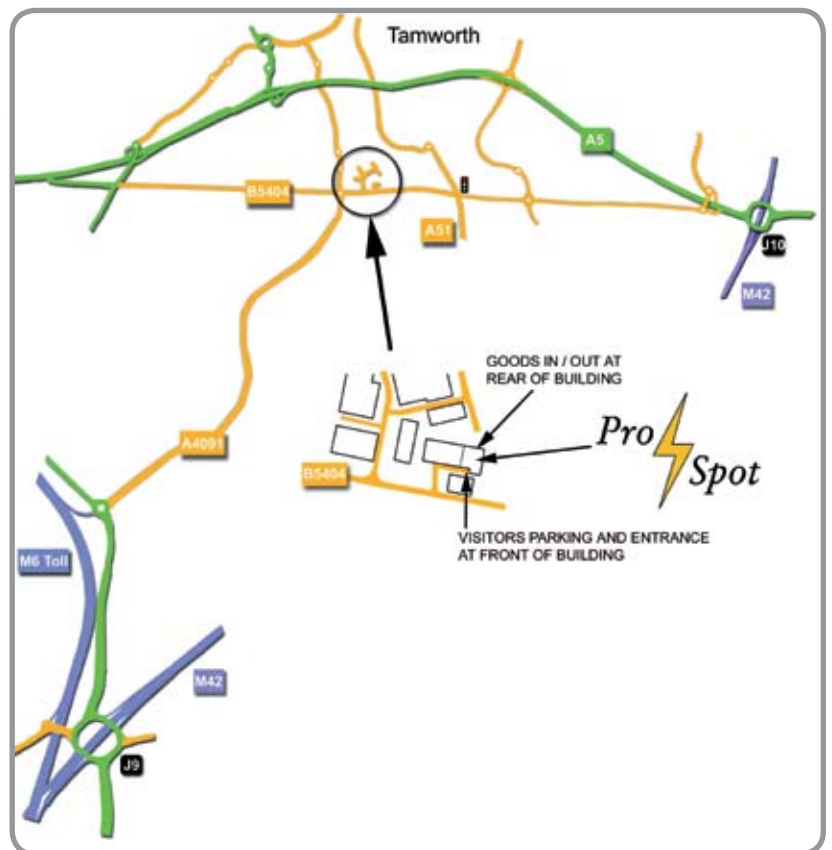 Tamworth
A5
B5404
A51
J10
M42
GOODS IN / OUT AT
REAR OF BUILDING
Pro
Spot
A4091
B5404
VISITORS PARKING AND ENTRANCE
AT FRONT OF BUILDING
M6 Toll
M42
J9